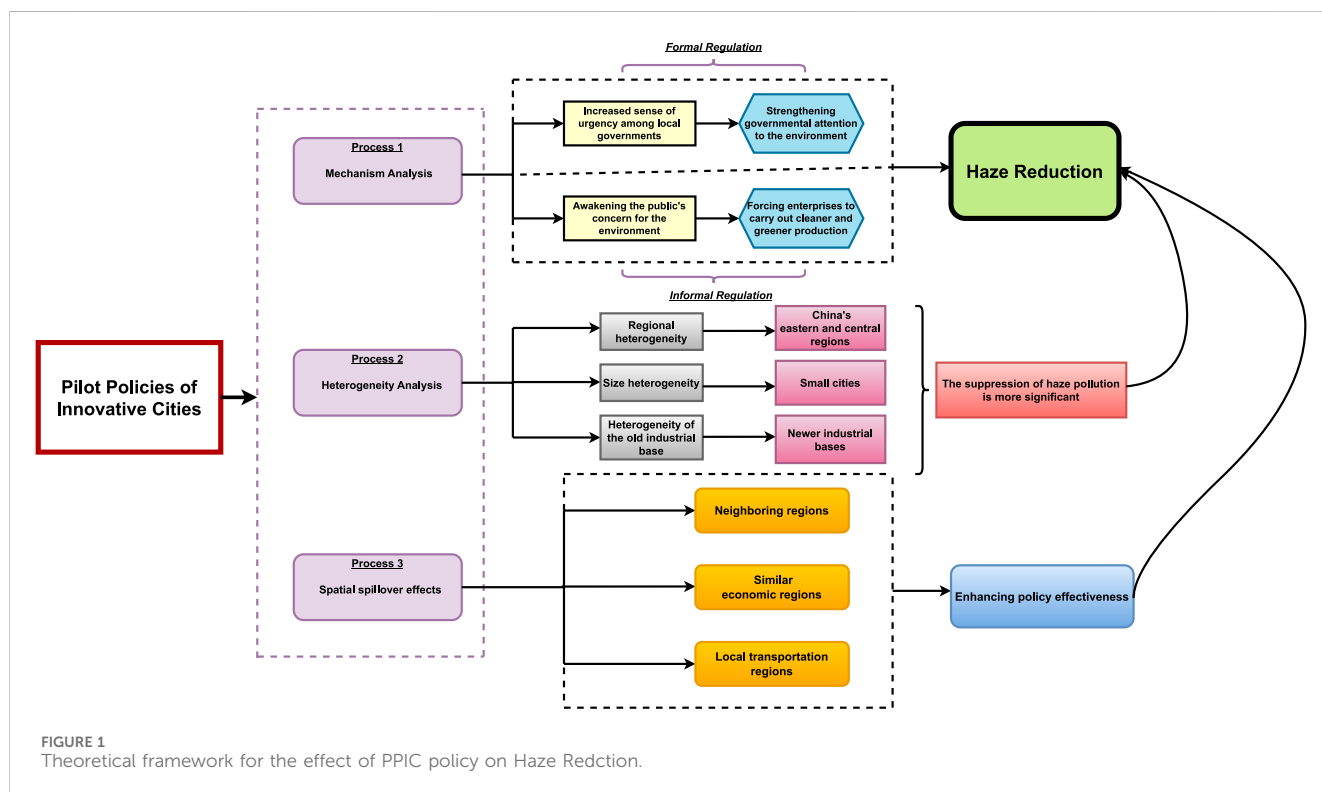 Formal Regulation
Increased sense of
urgency among local
governments
Strengthening
governmental attention
to the environment
Process 1
Mechanism Analysis
Haze Reduction
Awakening the public's
concern for the
environment
Forcing enterprises to
carry out cleaner and
greener production
Informal Regulation
Pilot Policies of
Innovative Cities
Process 2
Heterogeneity Analysis
Regional
heterogeneity
China's
eastern and central
regions
Size heterogeneity
Small cities
Heterogeneity of
the old industrial
base
Newer industrial
bases
The suppression of haze pollution
is more significant
Process 3
Spatial spillover effects
Neighboring regions
Similar
economic regions
Local transportation
regions
Enhancing policy effectiveness
FIGURE 1
Theoretical framework for the effect of PPIC policy on Haze Redction.